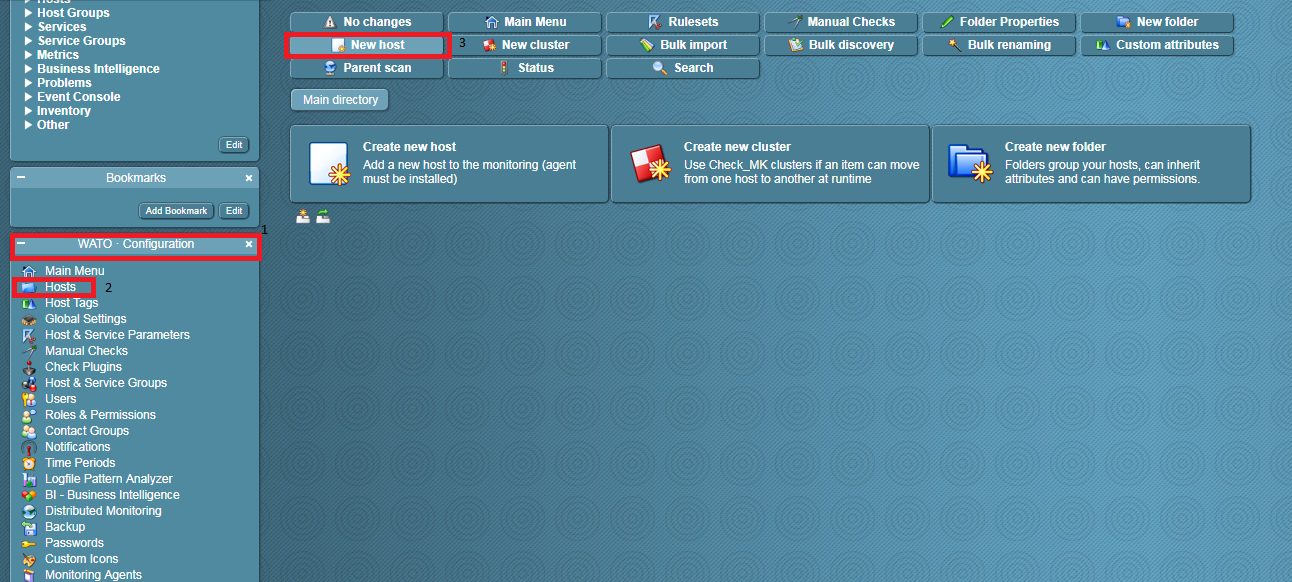 Hosts
Host Groups
Services
Service Groups
Metrics
Business Intelligence
Problems
Event Console
Inventory
Other
Edit
Bookmarks
Add Bookmark Edit
1
WATO · Configuration
Main Menu
Hosts 2
Host Tags
Global Settings
Host & Service Parameters
Manual Checks
Check Plugins
Host & Service Groups
Users
Roles & Permissions
Contact Groups
Notifications
Time Periods
Logfile Pattern Analyzer
BI - Business Intelligence
Distributed Monitoring
Backup
Passwords
Custom Icons
Monitoring Agents
No changes Main Menu Rulesets Manual Checks Folder Properties New folder
New host 3 New cluster Bulk import Bulk discovery Bulk renaming Custom attributes
Parent scan Status Search
Main directory
Create new host
Add a new host to the monitoring (agent
must be installed)
Create new cluster
Use Check_MK clusters if an item can move
from one host to another at runtime
Create new folder
Folders group your hosts, can inherit
attributes and can have permissions.